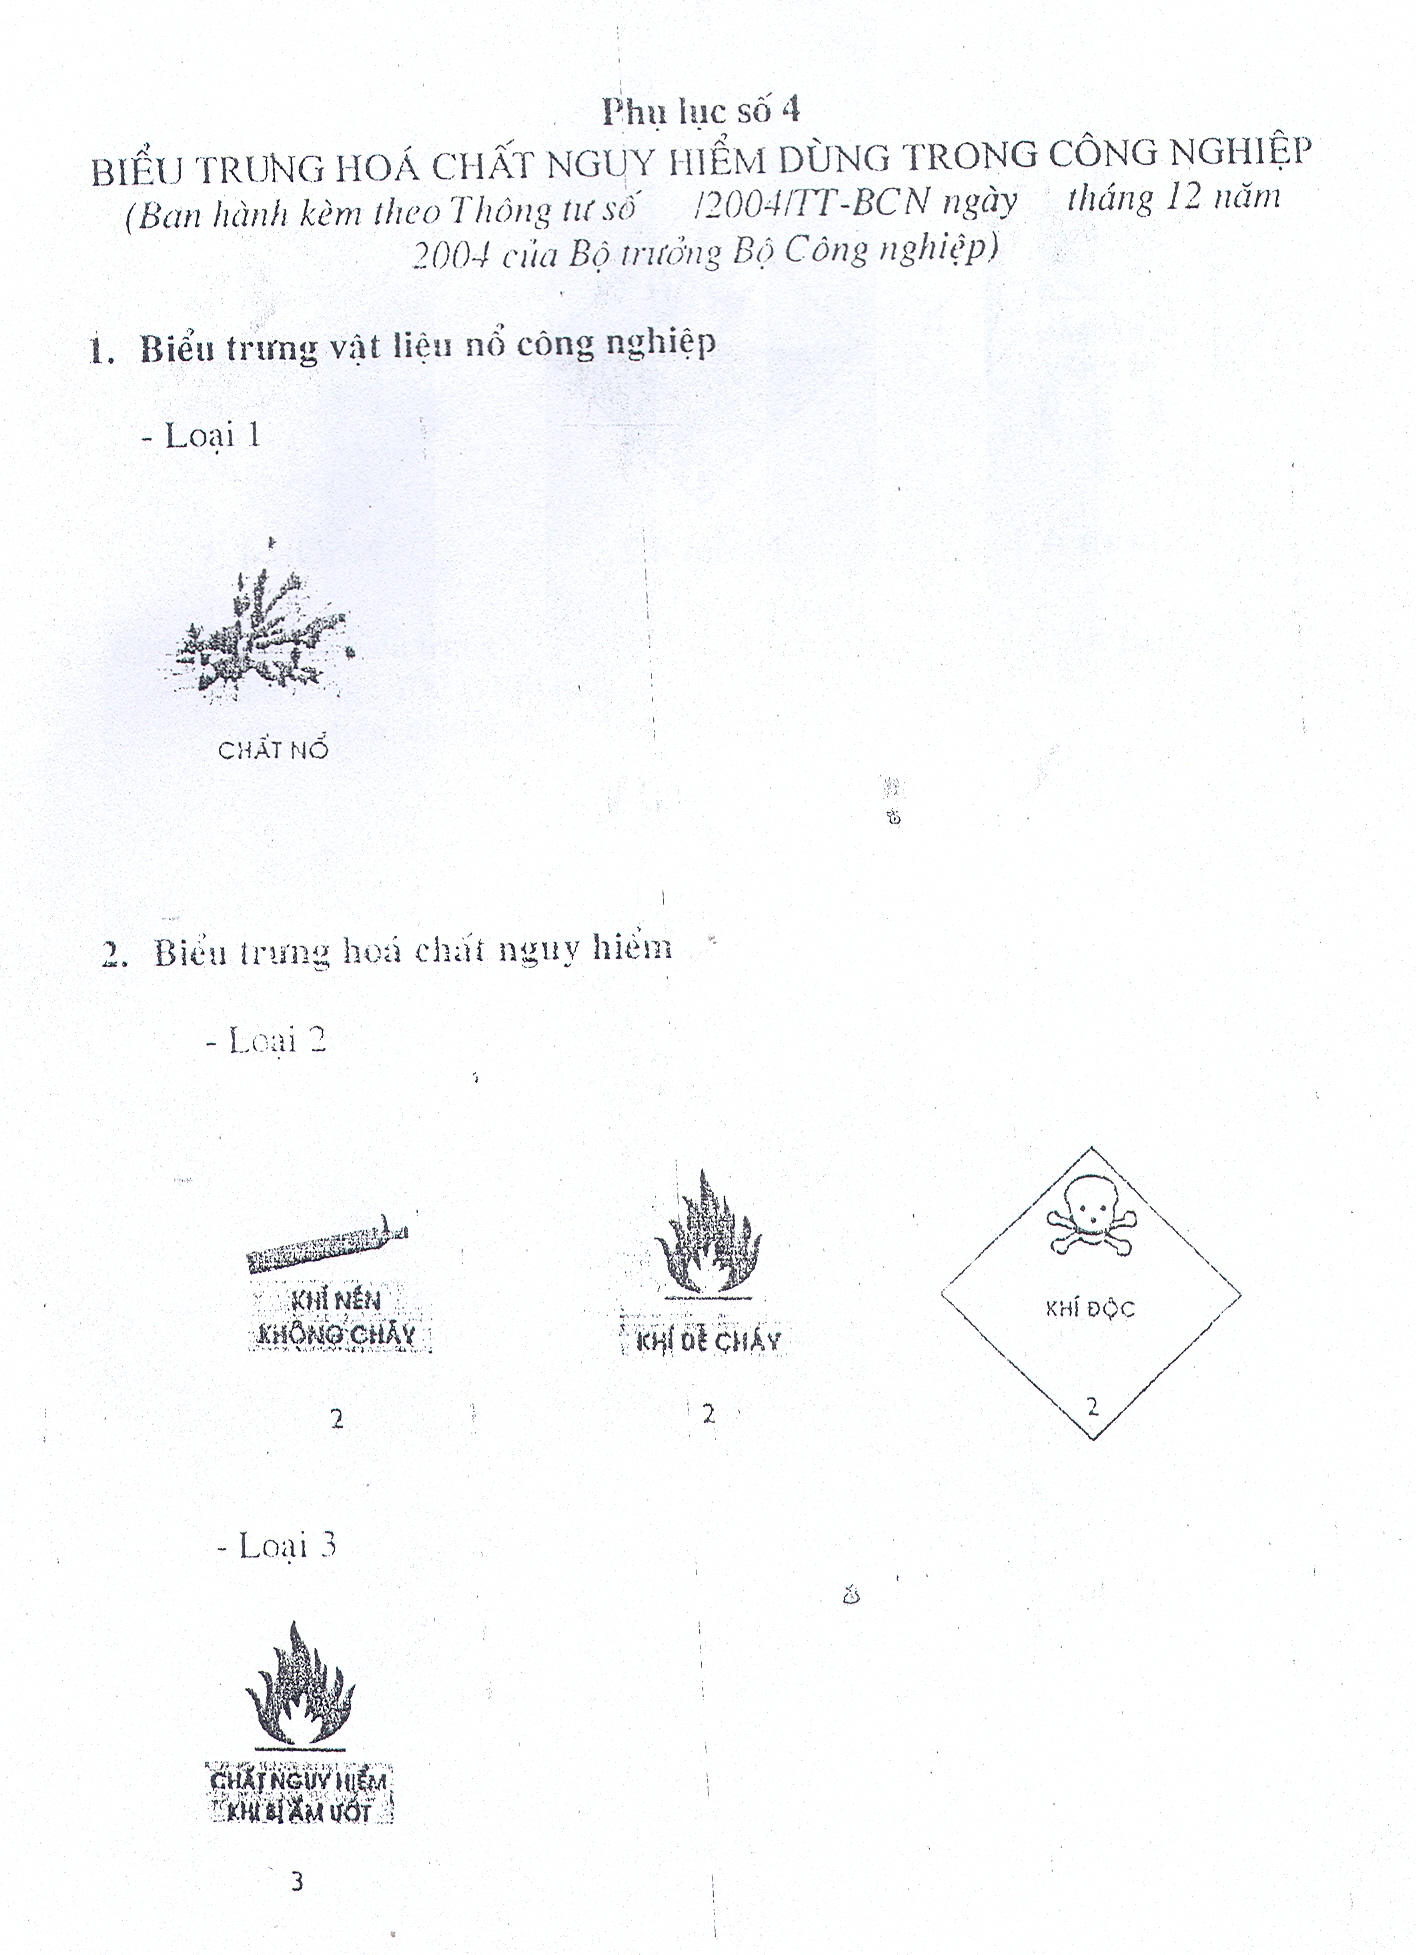 Phụ lục số 4
BIỂU TRƯNG HOÁ CHẤT NGUY HIỂM DÙNG TRONG CÔNG NGHIỆP
(Ban hành kèm theo Thông tư số /2004/TT-BCN ngày tháng 12 năm
2004 của Bộ trưởng Bộ Công nghiệp)
1. Biểu trưng vật liệu nổ công nghiệp
- Loại 1
CHẤT NỔ
2. Biểu trưng hoá chất nguy hiểm
- Loại 2
KHÍ NÉN
KHÔNG CHÁY
2
KHÍ DỄ CHÁY
2
KHÍ ĐỘC
2
- Loại 3
CHẤT NGUY HIỂM
KHI BỊ ẨM ƯỚT
3